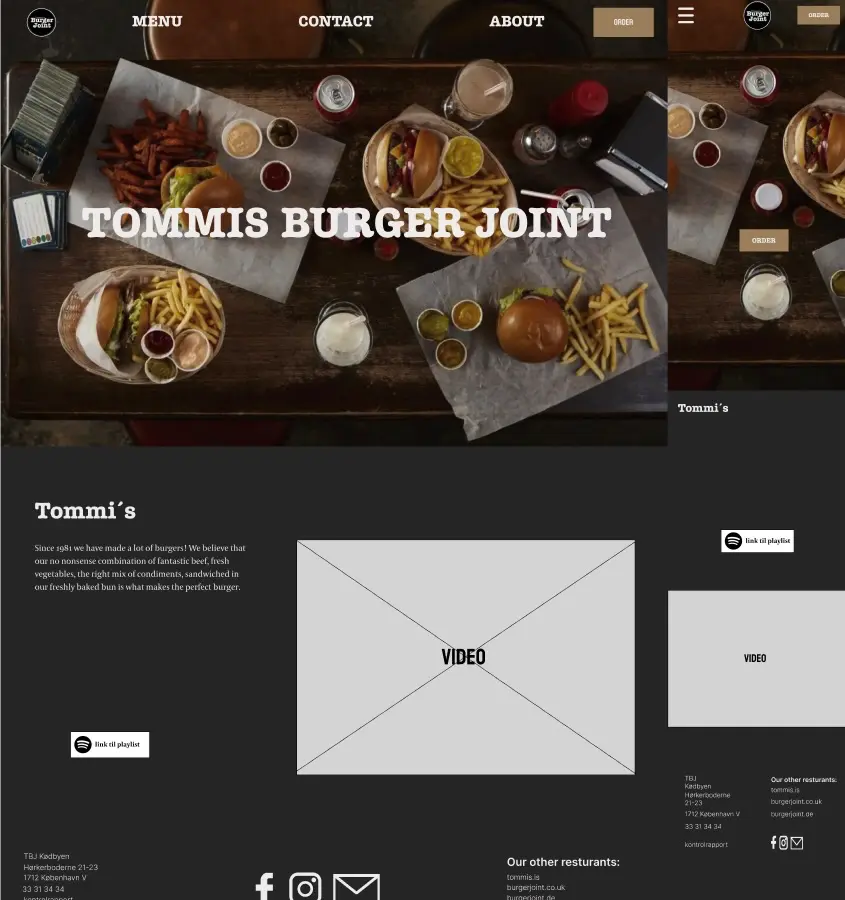 Burger
Joint
MENU
CONTACT
ABOUT
ORDER
TOMMIS BURGER JOINT
Tommi´s
Since 1981 we have made a lot of burgers! We believe that
our no nonsense combination of fantastic beef, fresh
vegetables, the right mix of condiments, sandwiched in
our freshly baked bun is what makes the perfect burger.
VIDEO
link til playlist
TBJ Kødbyen
Hørkerboderne 21-23
1712 København V
33 31 34 34
kontrolrapport
Our other resturants:
tommis.is
burgerjoint.co.uk
burgerjoint.de
Burger
Joint
ORDER
ORDER
Tommi´s
link til playlist
VIDEO
TBJ
Kødbyen
Hørkerboderne
21-23
1712 København V
33 31 34 34
kontrolrapport
Our other resturants:
tommis.is
burgerjoint.co.uk
burgerjoint.de